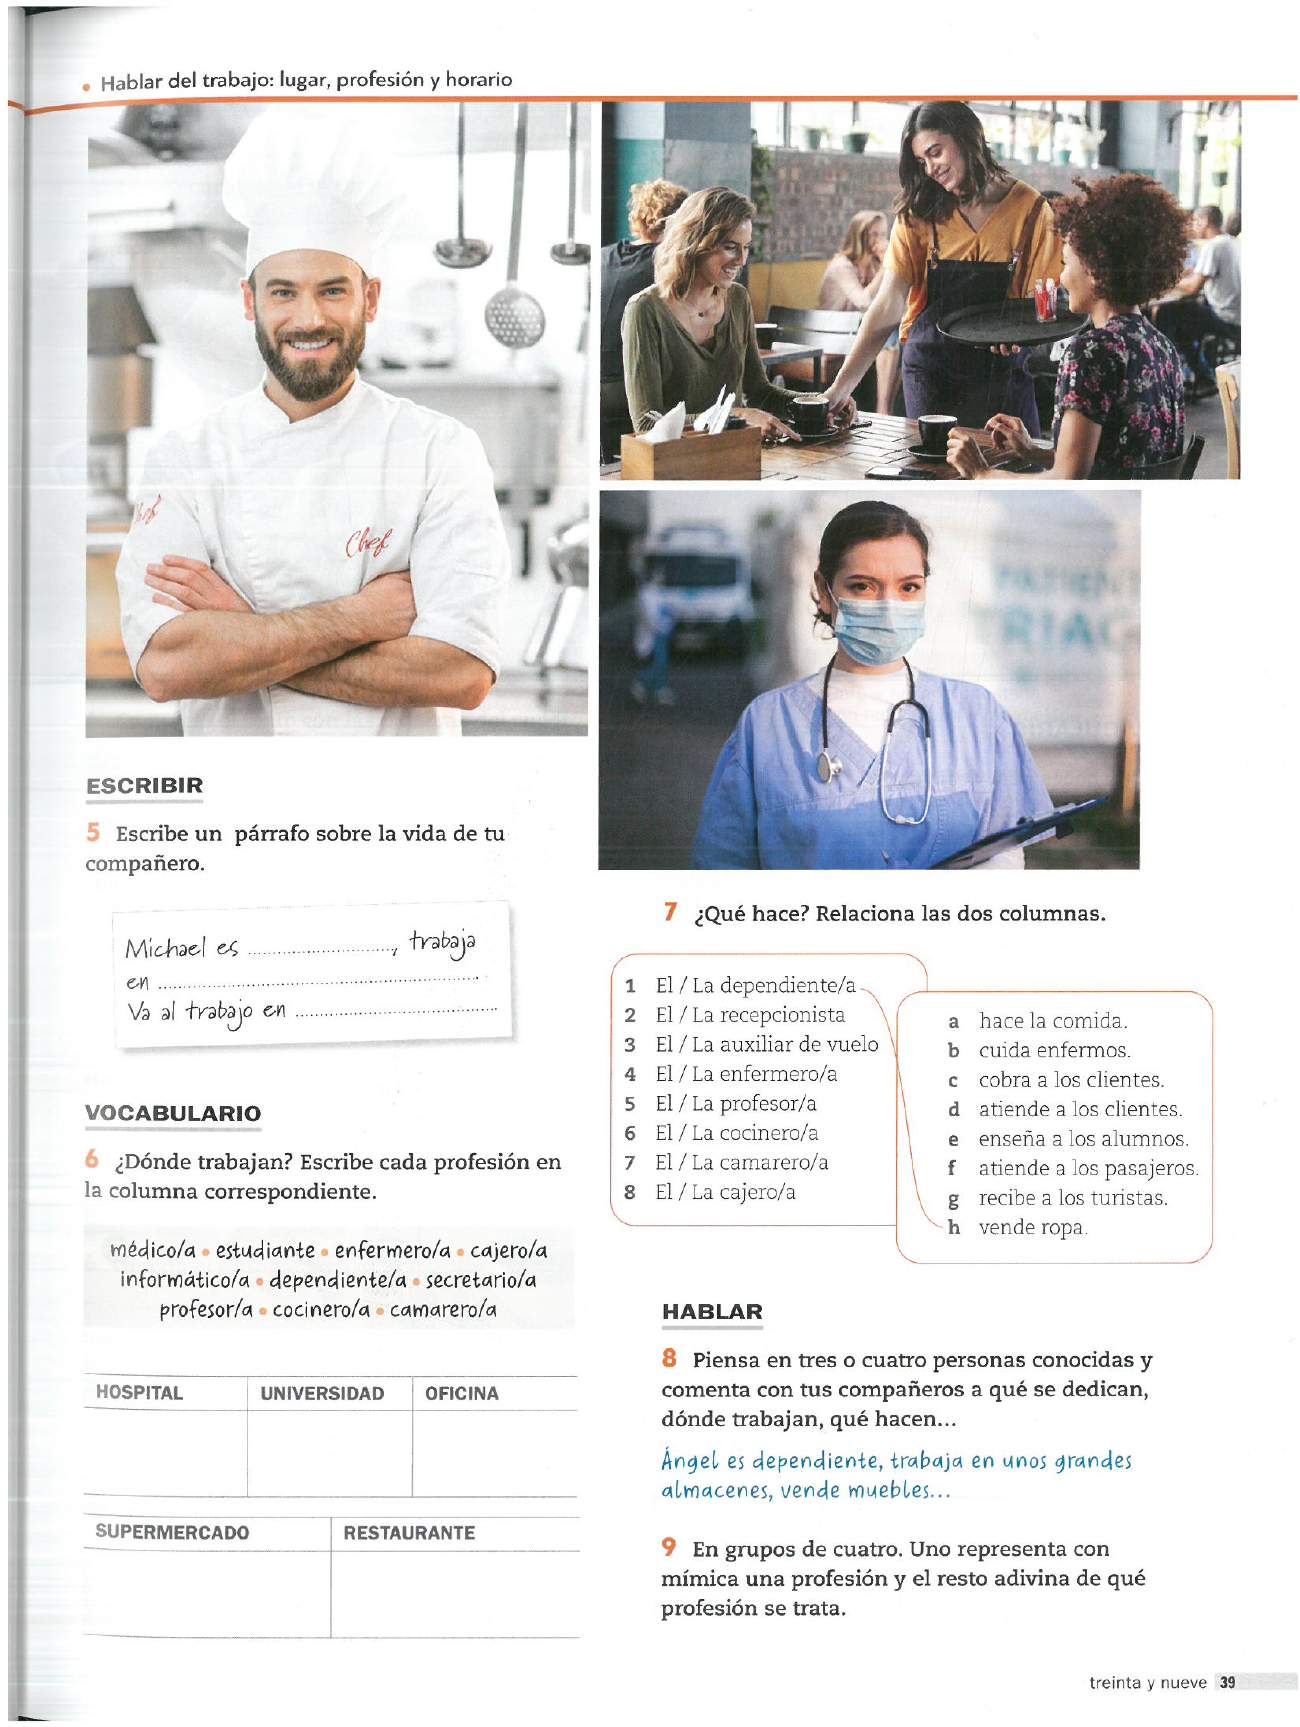 • Hablar del trabajo: lugar, profesión y horario
Chef
ESCRIBIR
5 Escribe un párrafo sobre la vida de tu
compañero.
Michael es ........................., trabaja
en .........................
Va al trabajo en .........................
VOCABULARIO
6 ¿Dónde trabajan? Escribe cada profesión en
la columna correspondiente.
médico/a • estudiante • enfermero/a • cajero/a
informático/a • dependiente/a • secretario/a
profesor/a • cocinero/a • camarero/a
HOSPITAL UNIVERSIDAD OFICINA
SUPERMERCADO RESTAURANTE
7 ¿Qué hace? Relaciona las dos columnas.
1 El / La dependiente/a
2 El / La recepcionista
3 El / La auxiliar de vuelo
4 El / La enfermero/a
5 El / La profesor/a
6 El / La cocinero/a
7 El / La camarero/a
8 El / La cajero/a
a hace la comida.
b cuida enfermos.
c cobra a los clientes.
d atiende a los clientes.
e enseña a los alumnos.
f atiende a los pasajeros.
g recibe a los turistas.
h vende ropa.
HABLAR
8 Piensa en tres o cuatro personas conocidas y
comenta con tus compañeros a qué se dedican,
dónde trabajan, qué hacen...
Ángel es dependiente, trabaja en unos grandes
almacenes, vende muebles...
9 En grupos de cuatro. Uno representa con
mímica una profesión y el resto adivina de qué
profesión se trata.
treinta y nueve 39